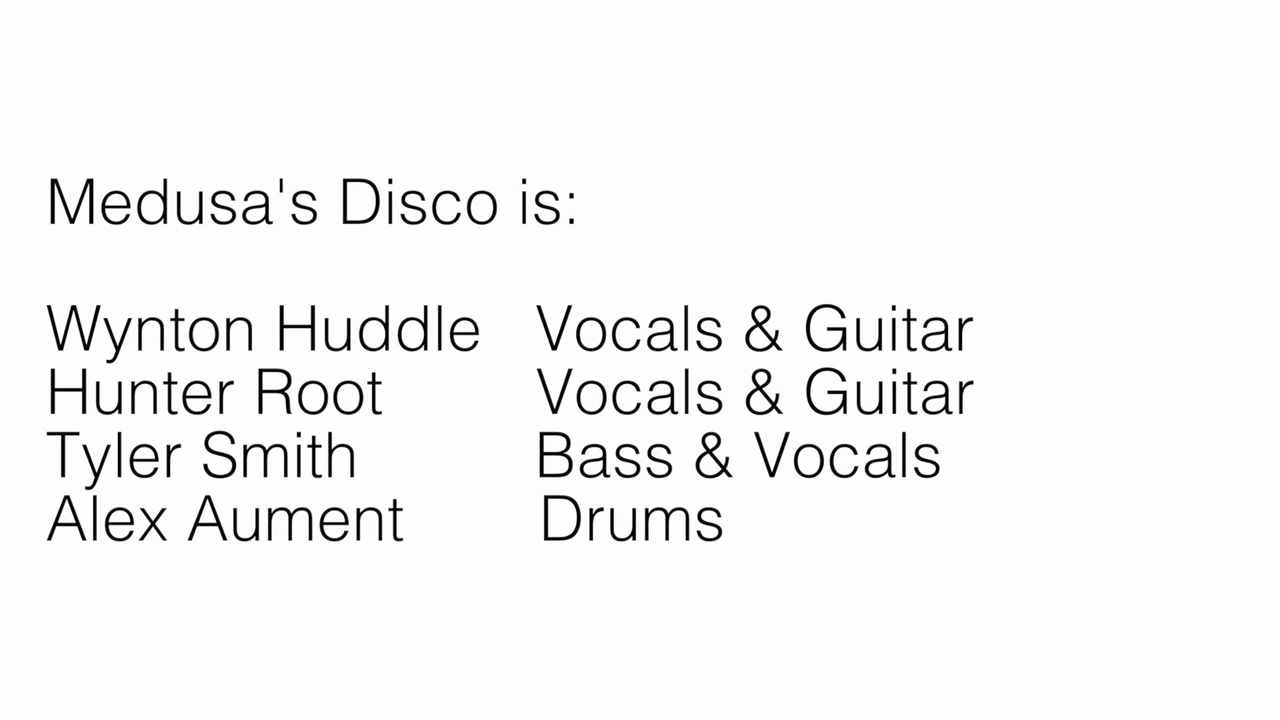 Medusa's Disco is:
Wynton Huddle Vocals & Guitar
Hunter Root Vocals & Guitar
Tyler Smith Bass & Vocals
Alex Aument Drums